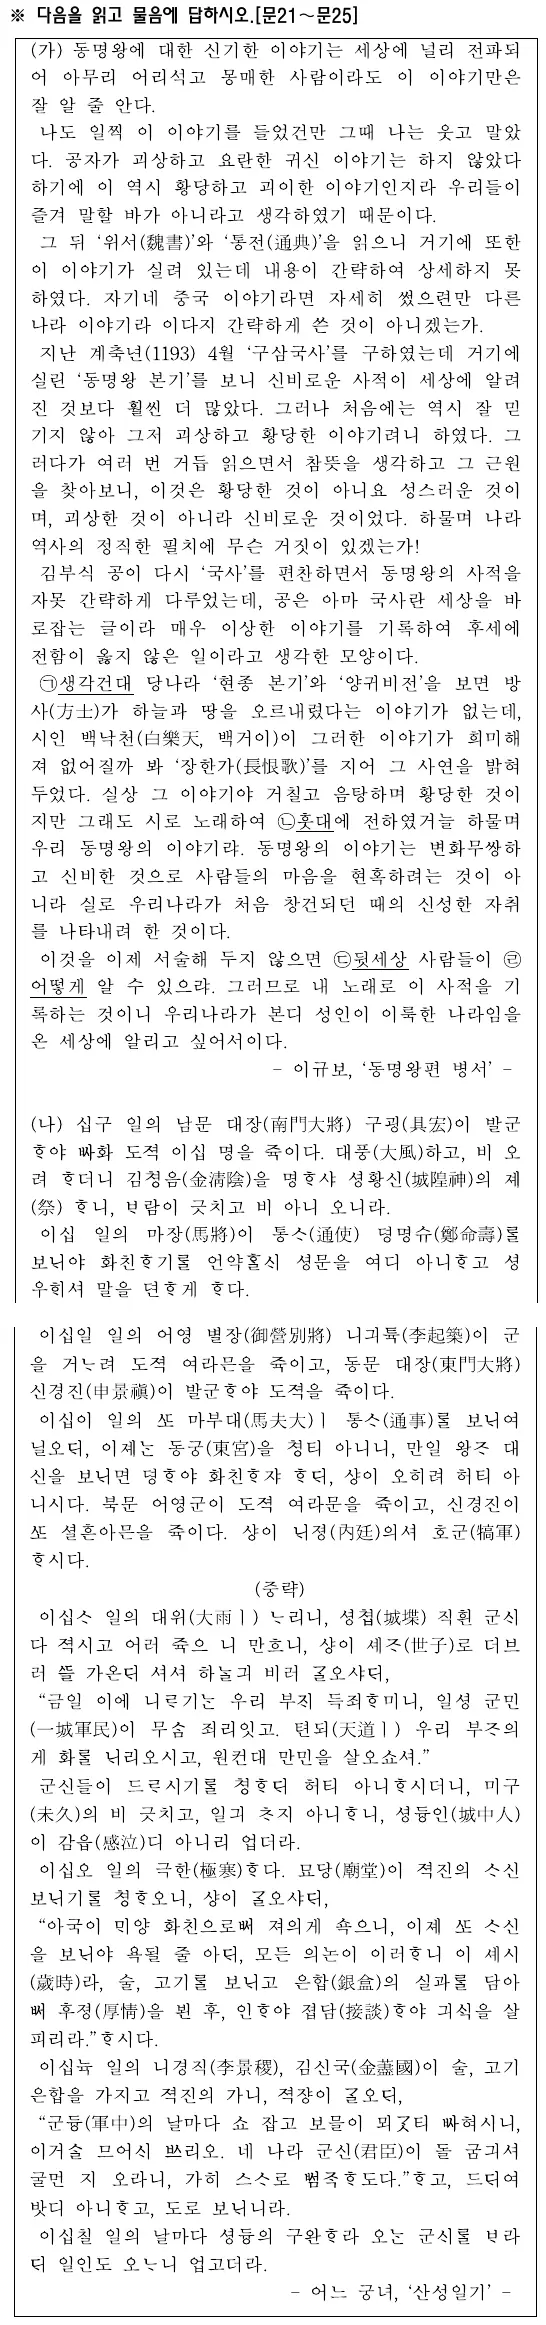 ※ 다음을 읽고 물음에 답하시오.[문21～문25]
(가) 동명왕에 대한 신기한 이야기는 세상에 널리 전파되
어 아무리 어리석고 몽매한 사람이라도 이 이야기만은
잘 알 줄 안다.
나도 일찍 이 이야기를 들었건만 그때 나는 웃고 말았
다. 공자가 괴상하고 요란한 귀신 이야기는 하지 않았다
하기에 이 역시 황당하고 괴이한 이야기인지라 우리들이
즐겨 말할 바가 아니라고 생각하였기 때문이다.
그 뒤 ‘위서(魏書)’와 ‘통전(通典)’을 읽으니 거기에 또한
이 이야기가 실려 있는데 내용이 간략하여 상세하지 못
하였다. 자기네 중국 이야기라면 자세히 썼으련만 다른
나라 이야기라 이다지 간략하게 쓴 것이 아니겠는가.
지난 계축년(1193) 4월 ‘구삼국사’를 구하였는데 거기에
실린 ‘동명왕 본기’를 보니 신비로운 사적이 세상에 알려
진 것보다 훨씬 더 많았다. 그러나 처음에는 역시 잘 믿
기지 않아 그저 괴상하고 황당한 이야기려니 하였다. 그
러다가 여러 번 거듭 읽으면서 참뜻을 생각하고 그 근원
을 찾아보니, 이것은 황당한 것이 아니요 성스러운 것이
며, 괴상한 것이 아니라 신비로운 것이었다. 하물며 나라
역사의 정직한 필치에 무슨 거짓이 있겠는가!
김부식 공이 다시 ‘국사’를 편찬하면서 동명왕의 사적을
자못 간략하게 다루었는데, 공은 아마 국사란 세상을 바
로잡는 글이라 매우 이상한 이야기를 기록하여 후세에
전함이 옳지 않은 일이라고 생각한 모양이다.
㉠생각건대 당나라 ‘현종 본기’와 ‘양귀비전’을 보면 방
사(方士)가 하늘과 땅을 오르내렸다는 이야기가 없는데,
시인 백낙천(白樂天, 백거이)이 그러한 이야기가 희미해
져 없어질까 봐 ‘장한가(長恨歌)’를 지어 그 사연을 밝혀
두었다. 실상 그 이야기야 거칠고 음탕하며 황당한 것이
지만 그래도 시로 노래하여 ㉡훗대에 전하였거늘 하물며
우리 동명왕의 이야기랴. 동명왕의 이야기는 변화무쌍하
고 신비한 것으로 사람들의 마음을 현혹하려는 것이 아
니라 실로 우리나라가 처음 창건되던 때의 신성한 자취
를 나타내려 한 것이다.
이것을 이제 서술해 두지 않으면 ㉢뒷세상 사람들이 ㉣
어떻게 알 수 있으랴. 그러므로 내 노래로 이 사적을 기
록하는 것이니 우리나라가 본디 성인이 이룩한 나라임을
온 세상에 알리고 싶어서이다.
- 이규보, ‘동명왕편 병서’ -
(나) 십구 일의 남문 대장(南門大將) 구굉(具宏)이 발군
ᄒᆞ야 ᄡᅡ화 도젹 이십 명을 쥭이다. 대풍(大風)하고, 비 오
려 ᄒᆞ더니 김쳥음(金淸陰)을 명ᄒᆞ샤 셩황신(城隍神)의 졔
(祭) ᄒᆞ니, ᄇᆞ람이 긋치고 비 아니 오니라.
이십 일의 마장(馬將)이 통ᄉᆞ(通使) 뎡명슈(鄭命壽)ᄅᆞᆯ
보ᄂᆡ야 화친ᄒᆞ기ᄅᆞᆯ 언약ᄒᆞᆯᄉᆡ 셩문을 여디 아니ᄒᆞ고 셩
우ᄒᆡ셔 말을 뎐ᄒᆞ게 ᄒᆞ다.
이십일 일의 어영 별장(御營別將) 니긔튝(李起築)이 군
을 거ᄂᆞ려 도젹 여라믄을 쥭이고, 동문 대장(東門大將)
신경진(申景禛)이 발군ᄒᆞ야 도젹을 쥭이다.
이십이 일의 ᄯᅩ 마부대(馬夫大)ㅣ 통ᄉᆞ(通事)ᄅᆞᆯ 보ᄂᆡ여
닐오ᄃᆡ, 이졔ᄂᆞᆫ 동궁(東宮)을 쳥티 아니니, 만일 왕ᄌᆞ 대
신을 보ᄂᆡ면 뎡ᄒᆞ야 화친ᄒᆞ쟈 ᄒᆞᄃᆡ, 샹이 오히려 허티 아
니시다. 북문 어영군이 도젹 여라문을 쥭이고, 신경진이
ᄯᅩ 셜흔아믄을 쥭이다. 샹이 ᄂᆡ졍(內廷)의셔 호군(犒軍)
ᄒᆞ시다.
(중략)
이십ᄉᆞ 일의 대위(大雨ㅣ) ᄂᆞ리니, 셩쳡(城堞) 직흰 군ᄉᆡ
다 젹시고 어러 죽으 니 만흐니, 샹이 셰ᄌᆞ(世子)로 더브
러 ᄯᅳᆯ 가온ᄃᆡ 셔셔 하ᄂᆞᆯ긔 비러 ᄀᆞᆯ오샤ᄃᆡ,
“금일 이에 니ᄅᆞ기ᄂᆞᆫ 우리 부ᄌᆡ 득죄ᄒᆞ미니, 일셩 군민
(一城軍民)이 무ᄉᆞᆷ 죄리잇고. 텬되(天道ㅣ) 우리 부ᄌᆞ의
게 화ᄅᆞᆯ ᄂᆡ리오시고, 원컨대 만민을 살오쇼셔.”
군신들이 드ᄅᆞ시기ᄅᆞᆯ 쳥ᄒᆞᄃᆡ 허티 아니ᄒᆞ시더니, 미구
(未久)의 비 긋치고, 일긔 ᄎᆞ지 아니ᄒᆞ니, 셩듕인(城中人)
이 감읍(感泣)디 아니리 업더라.
이십오 일의 극한(極寒)ᄒᆞ다. 묘당(廟堂)이 젹진의 ᄉᆞ신
보ᄂᆡ기ᄅᆞᆯ 쳥ᄒᆞ오니, 샹이 ᄀᆞᆯ오샤ᄃᆡ,
“아국이 ᄆᆡ양 화친으로ᄡᅥ 져의게 쇽으니, 이졔 ᄯᅩ ᄉᆞ신
을 보ᄂᆡ야 욕될 줄 아ᄃᆡ, 모든 의논이 이러ᄒᆞ니 이 셰시
(歲時)라, 술, 고기ᄅᆞᆯ 보ᄂᆡ고 은합(銀盒)의 실과ᄅᆞᆯ 담아
ᄡᅥ 후졍(厚情)을 뵌 후, 인ᄒᆞ야 졉담(接談)ᄒᆞ야 긔ᄉᆡᆨ을 살
피리라.”ᄒᆞ시다.
이십뉵 일의 니경직(李景稷), 김신국(金藎國)이 술, 고기
은합을 가지고 젹진의 가니, 젹쟝이 ᄀᆞᆯ오ᄃᆡ,
“군듕(軍中)의 날마다 쇼 잡고 보믈이 뫼ᄀᆞᆺ티 ᄡᅡ혀시니,
이거슬 므어시 ᄡᅳ리오. 네 나라 군신(君臣)이 돌 굼긔셔
굴먼 지 오라니, 가히 스스로 ᄡᅥᆷ즉ᄒᆞ도다.”ᄒᆞ고, 드듸여
밧디 아니ᄒᆞ고, 도로 보ᄂᆡ니라.
이십칠 일의 날마다 셩듕의 구완ᄒᆞ라 오ᄂᆞᆫ 군ᄉᆡᄅᆞᆯ ᄇᆞ라
ᄃᆡ 일인도 오ᄂᆞ니 업고더라.
- 어느 궁녀, ‘산성일기’ -